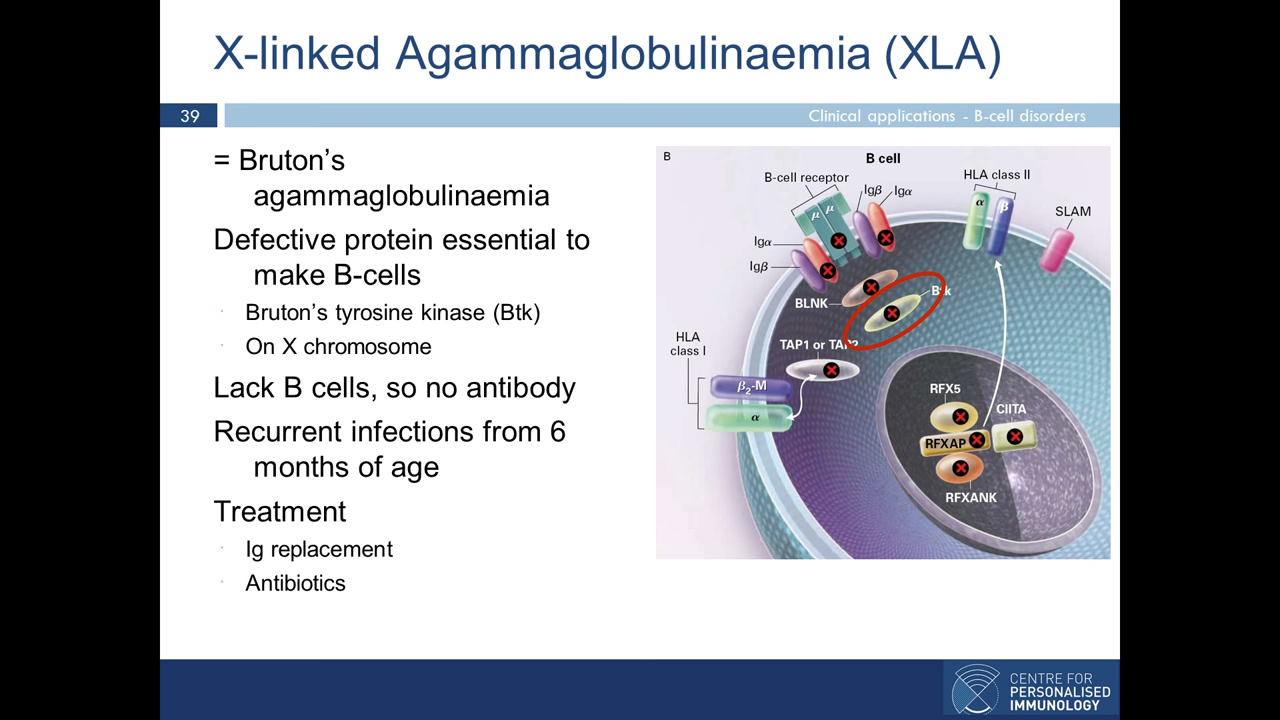 X-linked Agammaglobulinaemia (XLA)
39
Clinical applications - B-cell disorders
= Bruton's
agammaglobulinaemia
Defective protein essential to
make B-cells
Bruton's tyrosine kinase (Btk)
On X chromosome
Lack B cells, so no antibody
Recurrent infections from 6
months of age
Treatment
Ig replacement
Antibiotics
B
B cell
B-cell receptor
Igβ
Igα
HLA class II
α
β
SLAM
μ
μ
Igα
Igβ
BLNK
Btk
HLA
class I
TAP1 or TAP2
β2-M
α
RFX5
CIITA
RFXAP
RFXANK
CENTRE FOR
PERSONALISED
IMMUNOLOGY